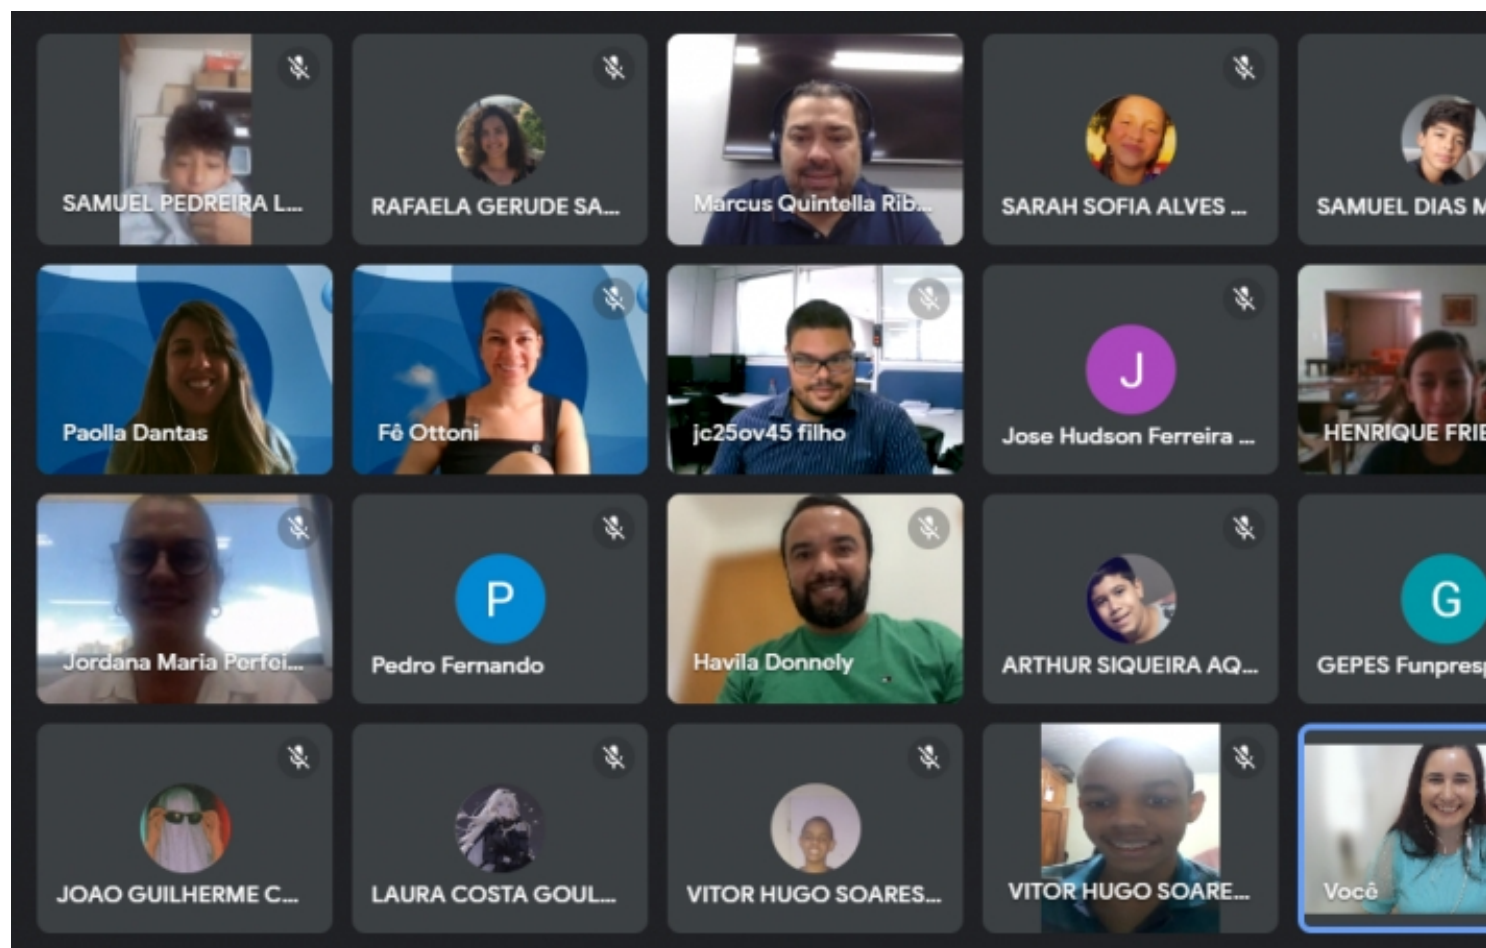 SAMUEL PEDREIRA L...
RAFAELA GERUDE SA...
Marcus Quintella Rib...
SARAH SOFIA ALVES ...
SAMUEL DIAS M
Paolla Dantas
Fê Ottoni
jc25ov45 filho
J
Jose Hudson Ferreira ...
HENRIQUE FRIE
Jordana Maria Perfei...
P
Pedro Fernando
Havila Donnely
ARTHUR SIQUEIRA AQ...
G
GEPES Funpresp
JOAO GUILHERME C...
LAURA COSTA GOUL...
VITOR HUGO SOARES...
VITOR HUGO SOARE...
Você